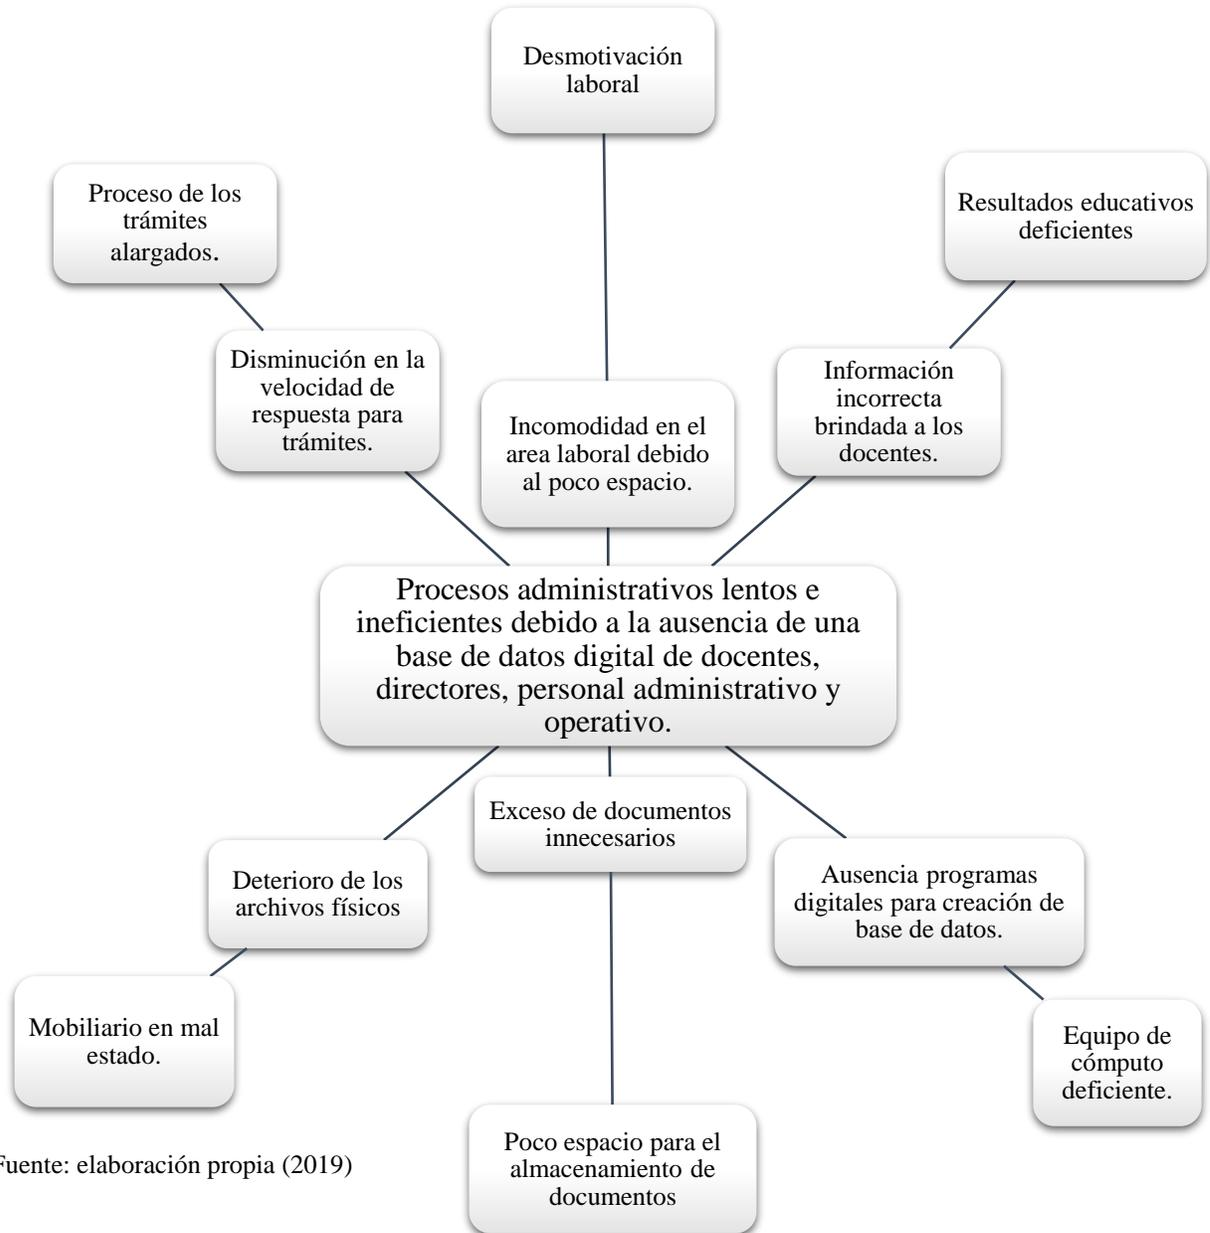 Desmotivación
laboral
Proceso de los
trámites
alargados.
Resultados educativos
deficientes
Disminución en la
velocidad de
respuesta para
trámites.
Incomodidad en el
area laboral debido
al poco espacio.
Información
incorrecta
brindada a los
docentes.
Procesos administrativos lentos e
ineficientes debido a la ausencia de una
base de datos digital de docentes,
directores, personal administrativo y
operativo.
Exceso de documentos
innecesarios
Deterioro de los
archivos físicos
Ausencia programas
digitales para creación de
base de datos.
Mobiliario en mal
estado.
Equipo de
cómputo
deficiente.
Poco espacio para el
almacenamiento de
documentos
Fuente: elaboración propia (2019)